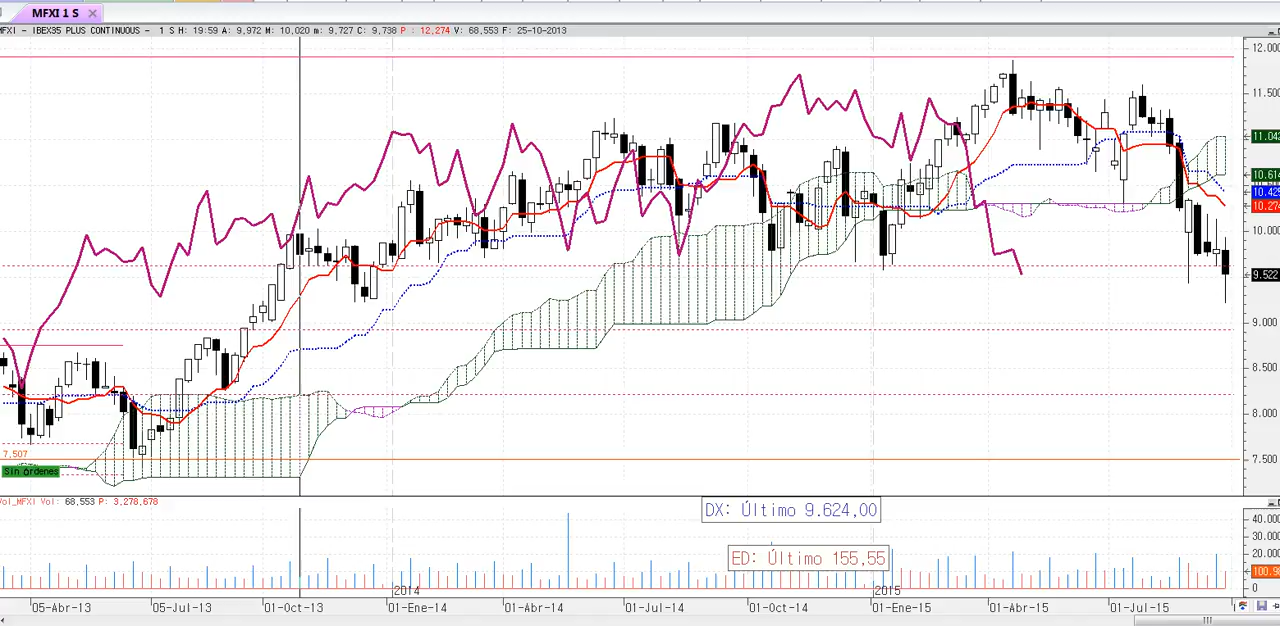 MFXI 1 S
MFXI - IBEX35 PLUS CONTINUOUS - 1 S H: 19:59 A: 9,972 M: 10,020 m: 9,727 C: 9,738 P : 12,274 V: 68,553 F: 25-10-2013
12.000
11.500
11.043
10.614
10.429
10.274
10.000
9.522
9.000
8.500
8.000
7,507
7.500
Sin órdenes
Vol_MFXI Vol: 68,553 P: 3,278,678
DX: Último 9.624,00
ED: Último 155,55
40.000
30.000
20.000
100.98
0
2014
2015
05-Abr-13
05-Jul-13
01-Oct-13
01-Ene-14
01-Abr-14
01-Jul-14
01-Oct-14
01-Ene-15
01-Abr-15
01-Jul-15